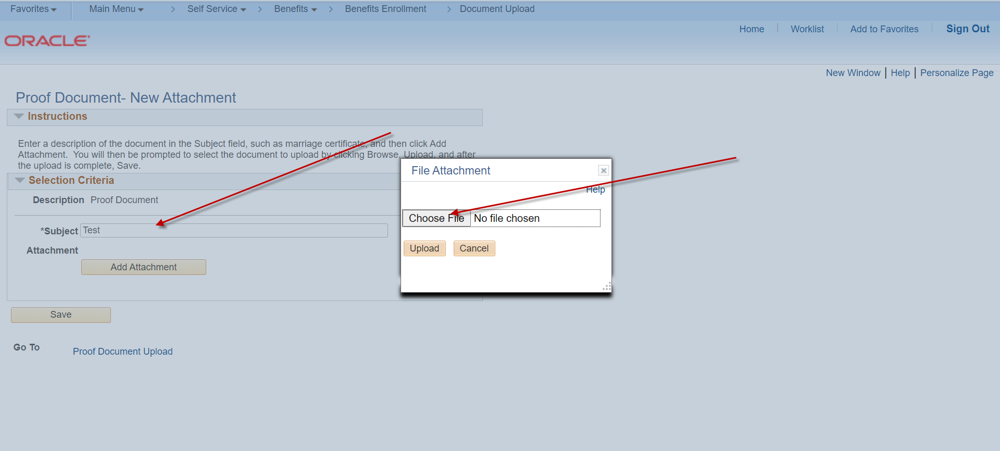 Favorites Main Menu > Self Service > Benefits > Benefits Enrollment > Document Upload
Home Worklist Add to Favorites Sign Out
ORACLE
New Window | Help | Personalize Page
Proof Document- New Attachment
Instructions
Enter a description of the document in the Subject field, such as marriage certificate, and then click Add
Attachment. You will then be prompted to select the document to upload by clicking Browse, Upload, and after
the upload is complete, Save.
Selection Criteria
Description Proof Document
*Subject Test
Attachment
Add Attachment
Save
Go To Proof Document Upload
File Attachment
Help
Choose File No file chosen
Upload Cancel